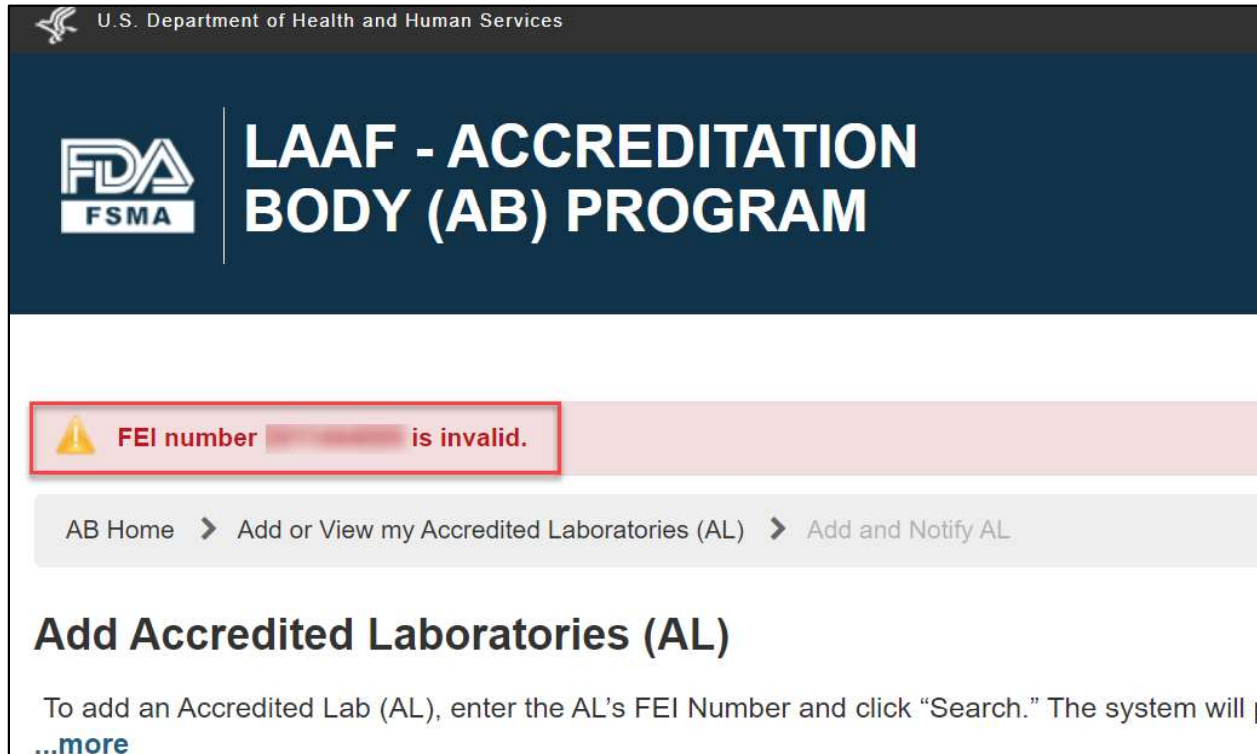 U.S. Department of Health and Human Services
FDA
FSMA
LAAF - ACCREDITATION
BODY (AB) PROGRAM
FEI number is invalid.
AB Home > Add or View my Accredited Laboratories (AL) > Add and Notify AL
Add Accredited Laboratories (AL)
To add an Accredited Lab (AL), enter the AL’s FEI Number and click “Search.” The system will
...more